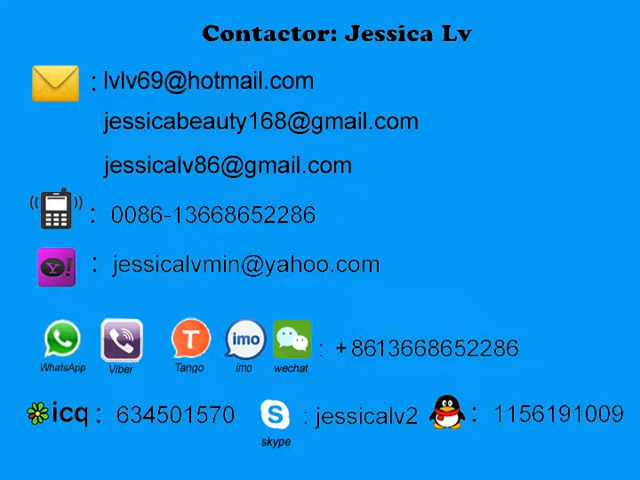 Contactor: Jessica Lv
: lvlv69@hotmail.com
jessicabeauty168@gmail.com
jessicalv86@gmail.com
: 0086-13668652286
Y! : jessicalvmin@yahoo.com
T imo : +8613668652286
WhatsApp Viber Tango imo wechat
icq : 634501570 S : jessicalv2 : 1156191009
skype